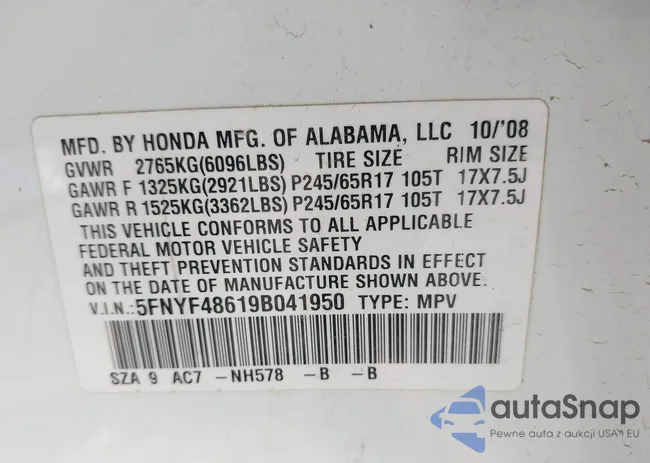 MFD. BY HONDA MFG. OF ALABAMA, LLC 10/'08
GVWR 2765KG(6096LBS) TIRE SIZE RIM SIZE
GAWR F 1325KG(2921LBS) P245/65R17 105T 17X7.5J
GAWR R 1525KG(3362LBS) P245/65R17 105T 17X7.5J
THIS VEHICLE CONFORMS TO ALL APPLICABLE
FEDERAL MOTOR VEHICLE SAFETY
AND THEFT PREVENTION STANDARDS IN EFFECT
ON THE DATE OF MANUFACTURE SHOWN ABOVE.
V.I.N.:5FNYF48619B041950 TYPE: MPV
SZA 9 AC7 -NH578 -B -B
autaSnap
Pewne auta z aukcji USA i EU